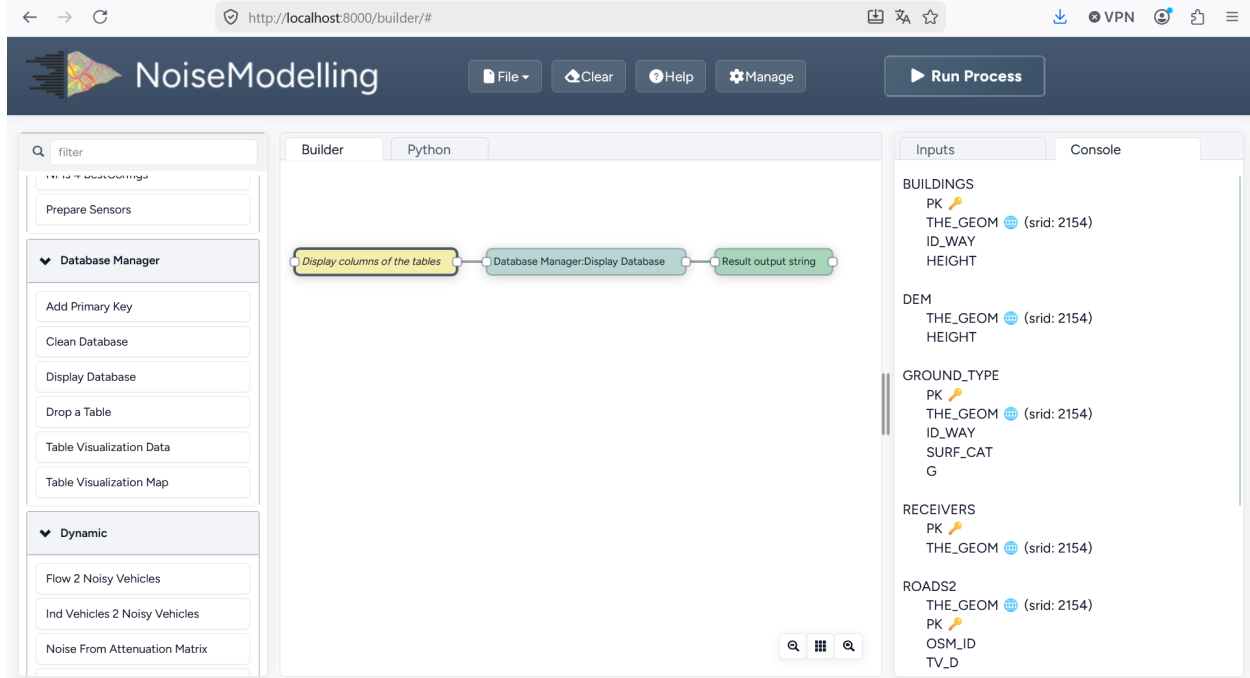 http://localhost:8000/builder/#
VPN
NoiseModelling
File
Clear
Help
Manage
Run Process
filter
Prepare Sensors
Database Manager
Add Primary Key
Clean Database
Display Database
Drop a Table
Table Visualization Data
Table Visualization Map
Dynamic
Flow 2 Noisy Vehicles
Ind Vehicles 2 Noisy Vehicles
Noise From Attenuation Matrix
Builder
Python
Display columns of the tables
Database Manager:Display Database
Result output string
Inputs
Console
BUILDINGS
PK
THE_GEOM (srid: 2154)
ID_WAY
HEIGHT
DEM
THE_GEOM (srid: 2154)
HEIGHT
GROUND_TYPE
PK
THE_GEOM (srid: 2154)
ID_WAY
SURF_CAT
G
RECEIVERS
PK
THE_GEOM (srid: 2154)
ROADS2
THE_GEOM (srid: 2154)
PK
OSM_ID
TV_D